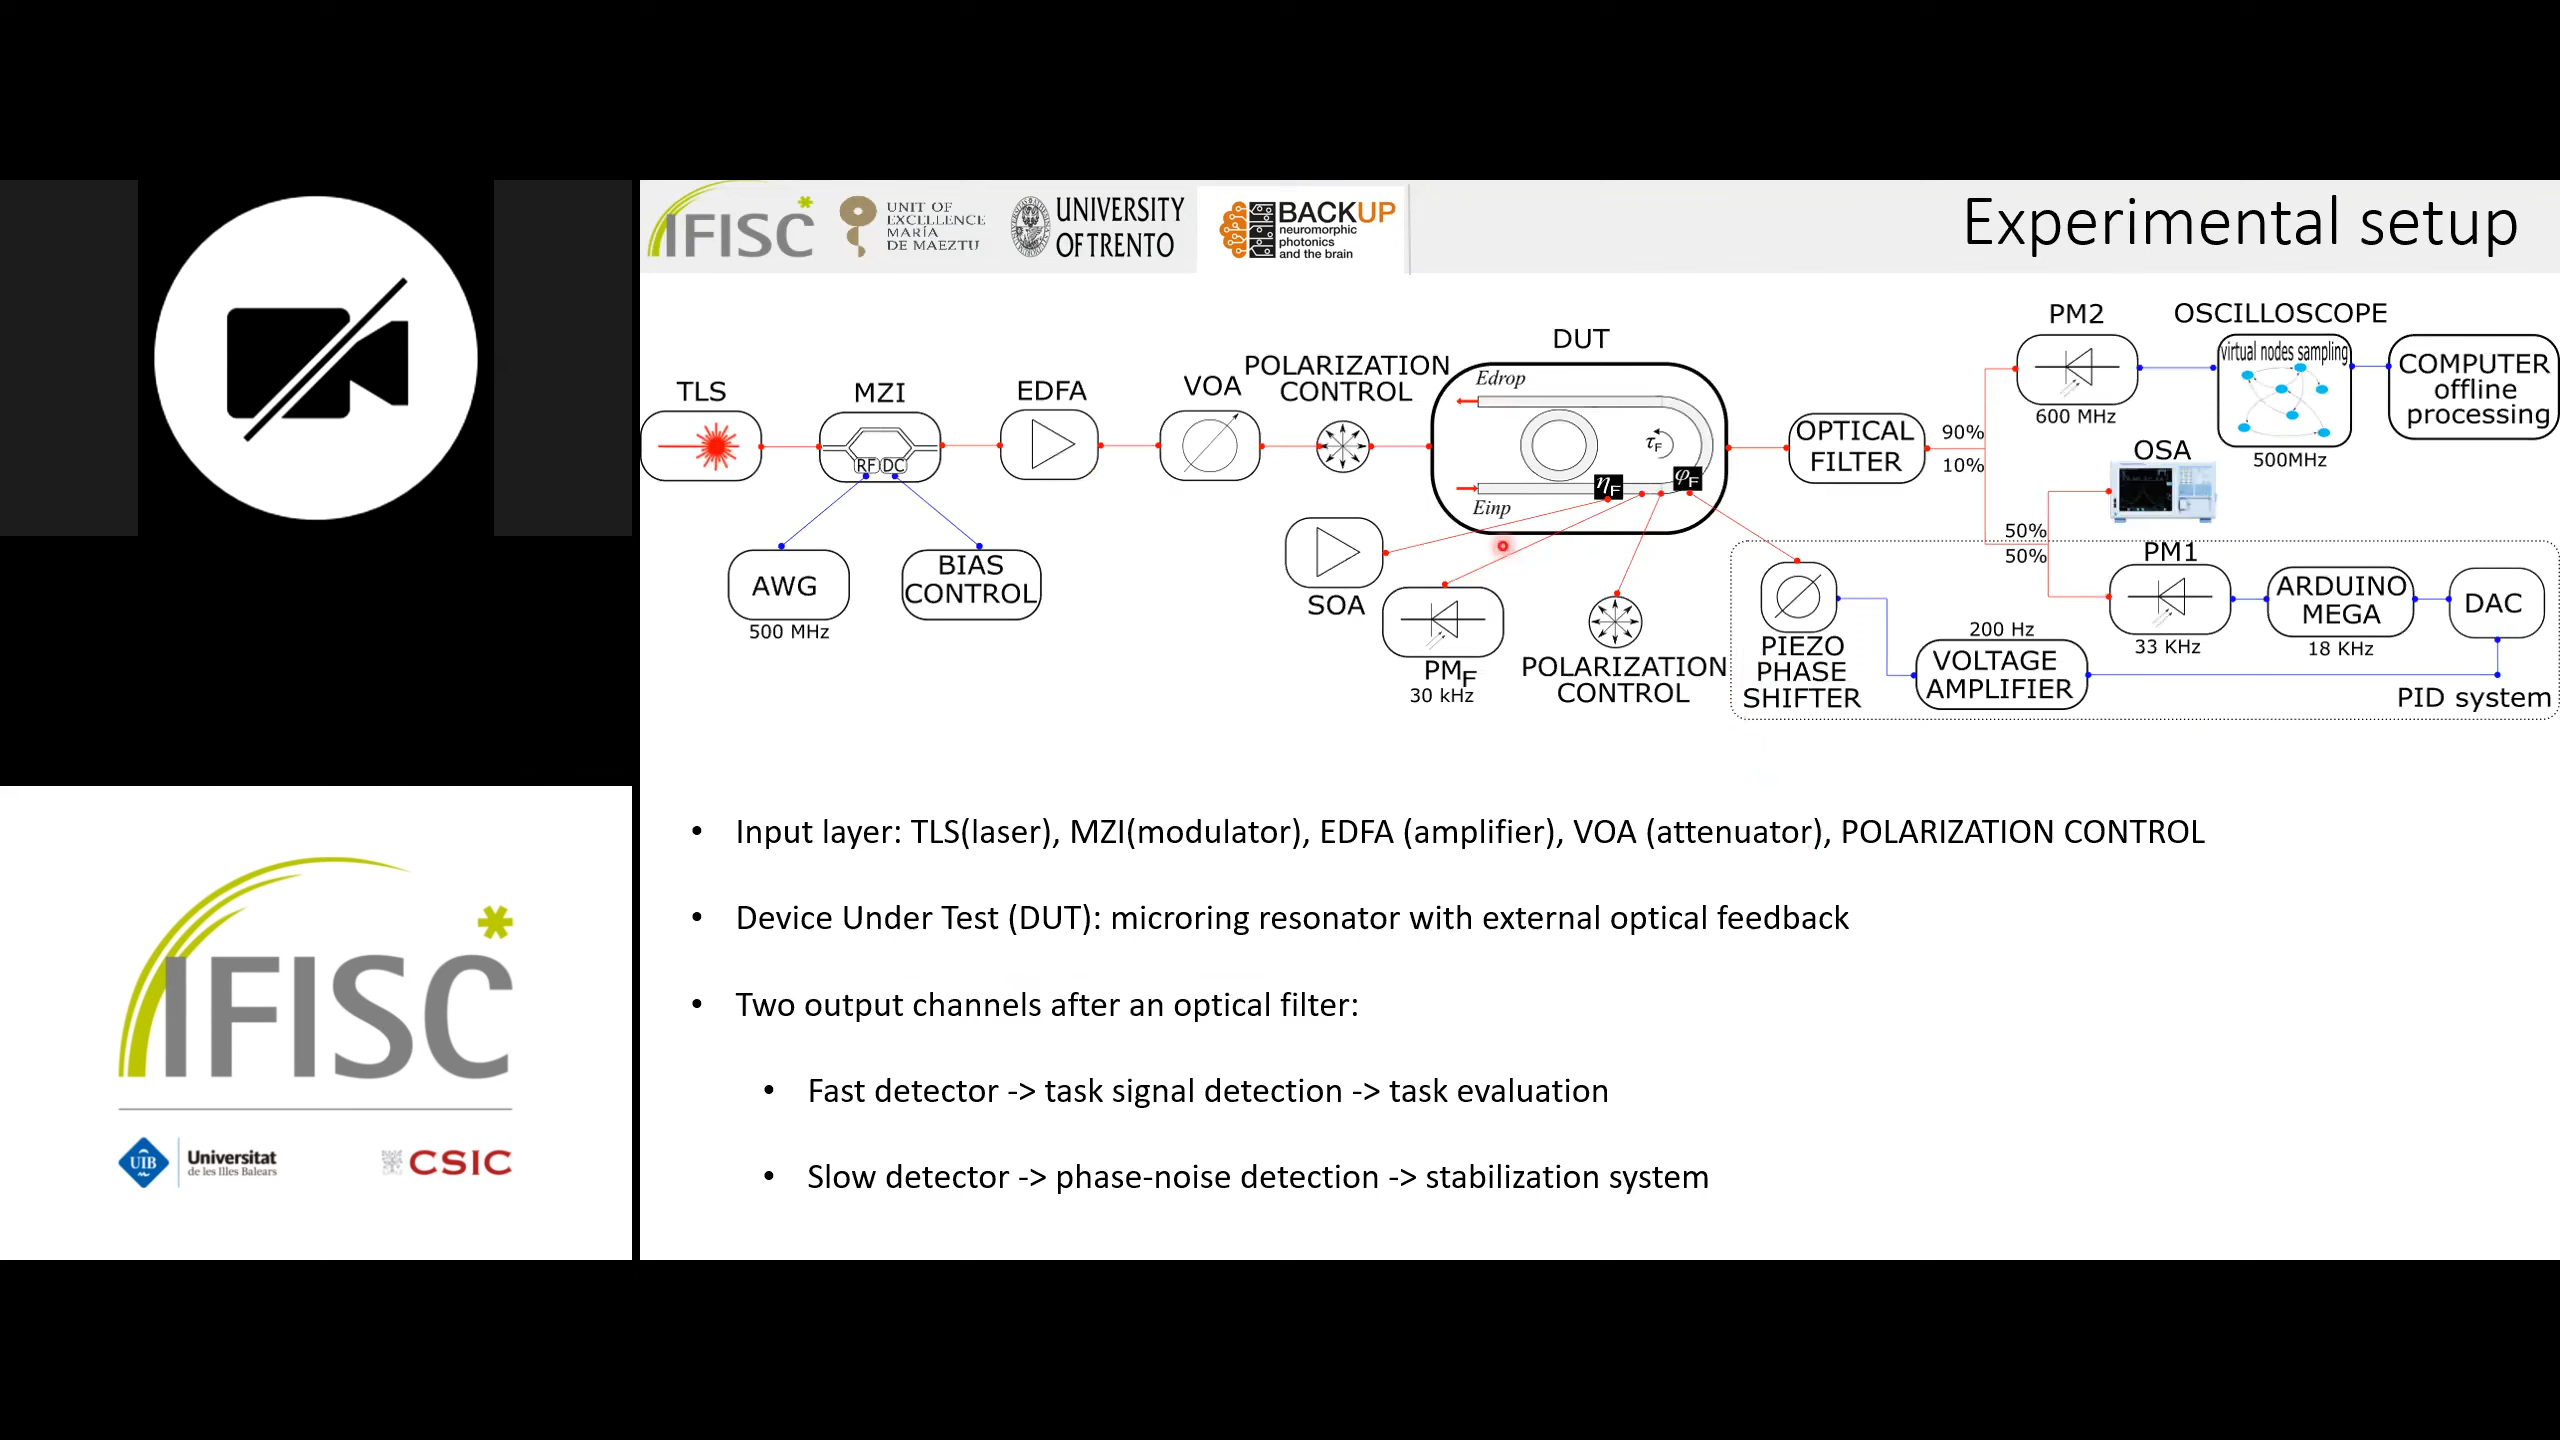 IFISC
UNIT OF
EXCELLENCE
MARÍA
DE MAEZTU
UNIVERSITY
OF TRENTO
BACKUP
neuromorphic
photonics
and the brain
Experimental setup
TLS
MZI
RF DC
EDFA
VOA
POLARIZATION
CONTROL
DUT
Edrop
τF
ηF
φF
Einp
OPTICAL
FILTER
90%
10%
PM2
600 MHz
OSCILLOSCOPE
virtual nodes sampling
500MHz
COMPUTER
offline
processing
OSA
50%
50%
AWG
500 MHz
BIAS
CONTROL
SOA
PMF
30 kHz
POLARIZATION
CONTROL
PIEZO
PHASE
SHIFTER
200 Hz
VOLTAGE
AMPLIFIER
PM1
33 KHz
ARDUINO
MEGA
18 KHz
DAC
PID system
• Input layer: TLS(laser), MZI(modulator), EDFA (amplifier), VOA (attenuator), POLARIZATION CONTROL
• Device Under Test (DUT): microring resonator with external optical feedback
• Two output channels after an optical filter:
• Fast detector -> task signal detection -> task evaluation
• Slow detector -> phase-noise detection -> stabilization system
IFISC
UIB
Universitat
de les Illes Balears
CSIC